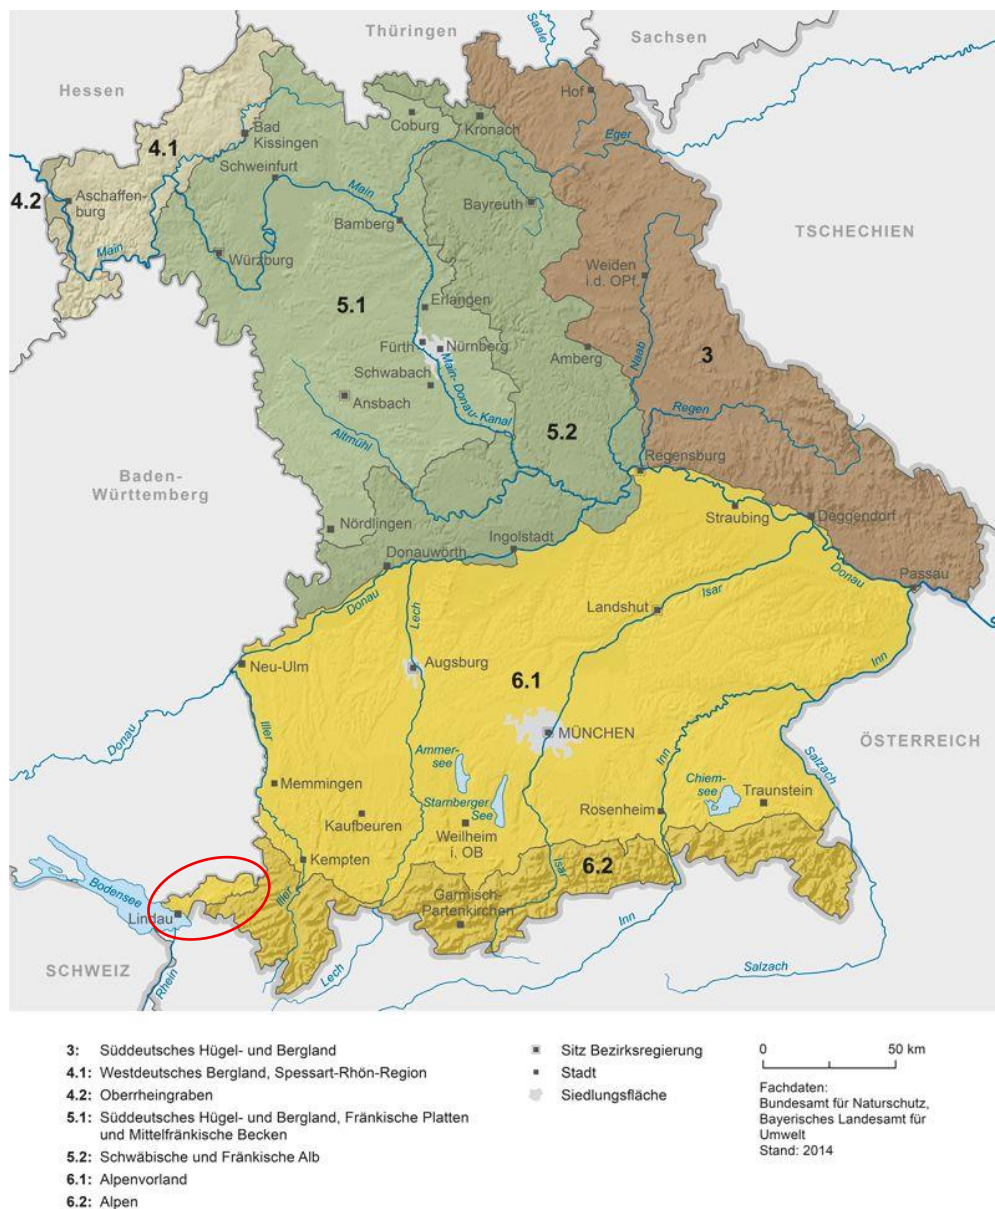 Thüringen
Sachsen
Saale
Hessen
Hof
Coburg
Kronach
Bad
Kissingen
4.1
Eger
Schweinfurt
4.2
Aschaffen-
burg
Main
Bayreuth
Bamberg
TSCHECHIEN
Main
Würzburg
Weiden
i.d. OPf.
5.1
Erlangen
Fürth
Nürnberg
Amberg
Naab
3
Schwabach
Main-Donau-Kanal
Ansbach
Regen
Altmühl
5.2
Regensburg
Baden-
Württemberg
Straubing
Deggendorf
Nördlingen
Ingolstadt
Donauwörth
Donau
Passau
Donau
Lech
Isar
Landshut
Neu-Ulm
Augsburg
Inn
6.1
Iller
Donau
MÜNCHEN
ÖSTERREICH
Ammer-
see
Inn
Salzach
Memmingen
Chiem-
see
Traunstein
Starnberger
See
Kaufbeuren
Rosenheim
Weilheim
i. OB
Kempten
6.2
Isar
Bodensee
Iller
Garmisch-
Partenkirchen
Lindau
Inn
SCHWEIZ
Rhein
Lech
Salzach
3: Süddeutsches Hügel- und Bergland
4.1: Westdeutsches Bergland, Spessart-Rhön-Region
4.2: Oberrheingraben
5.1: Süddeutsches Hügel- und Bergland, Fränkische Platten
und Mittelfränkische Becken
5.2: Schwäbische und Fränkische Alb
6.1: Alpenvorland
6.2: Alpen
Sitz Bezirksregierung
Stadt
Siedlungsfläche
0 50 km
Fachdaten:
Bundesamt für Naturschutz,
Bayerisches Landesamt für
Umwelt
Stand: 2014